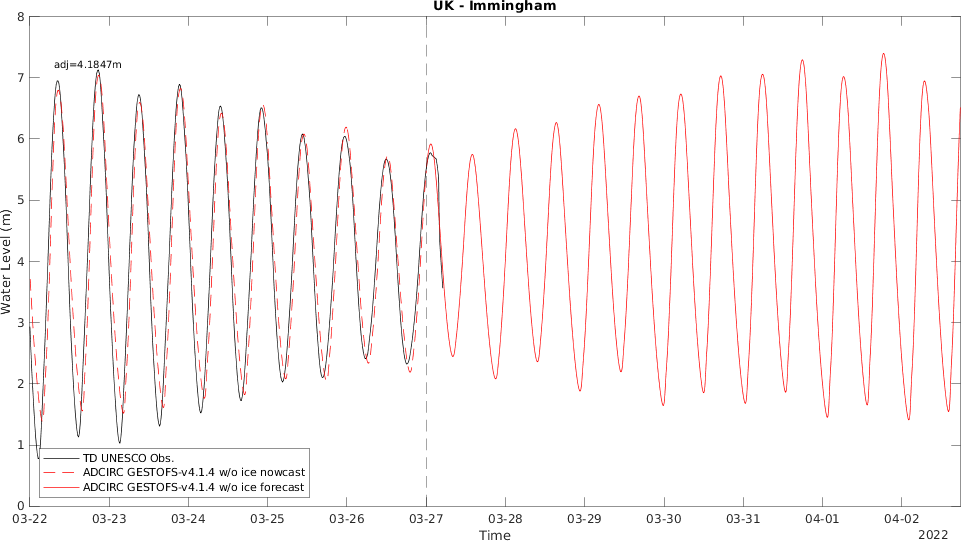 UK - Immingham
8
7
6
5
4
3
2
1
0
Water Level (m)
adj=4.1847m
TD UNESCO Obs.
ADCIRC GESTOFS-v4.1.4 w/o ice nowcast
ADCIRC GESTOFS-v4.1.4 w/o ice forecast
03-22 03-23 03-24 03-25 03-26 03-27 03-28 03-29 03-30 03-31 04-01 04-02
Time
2022